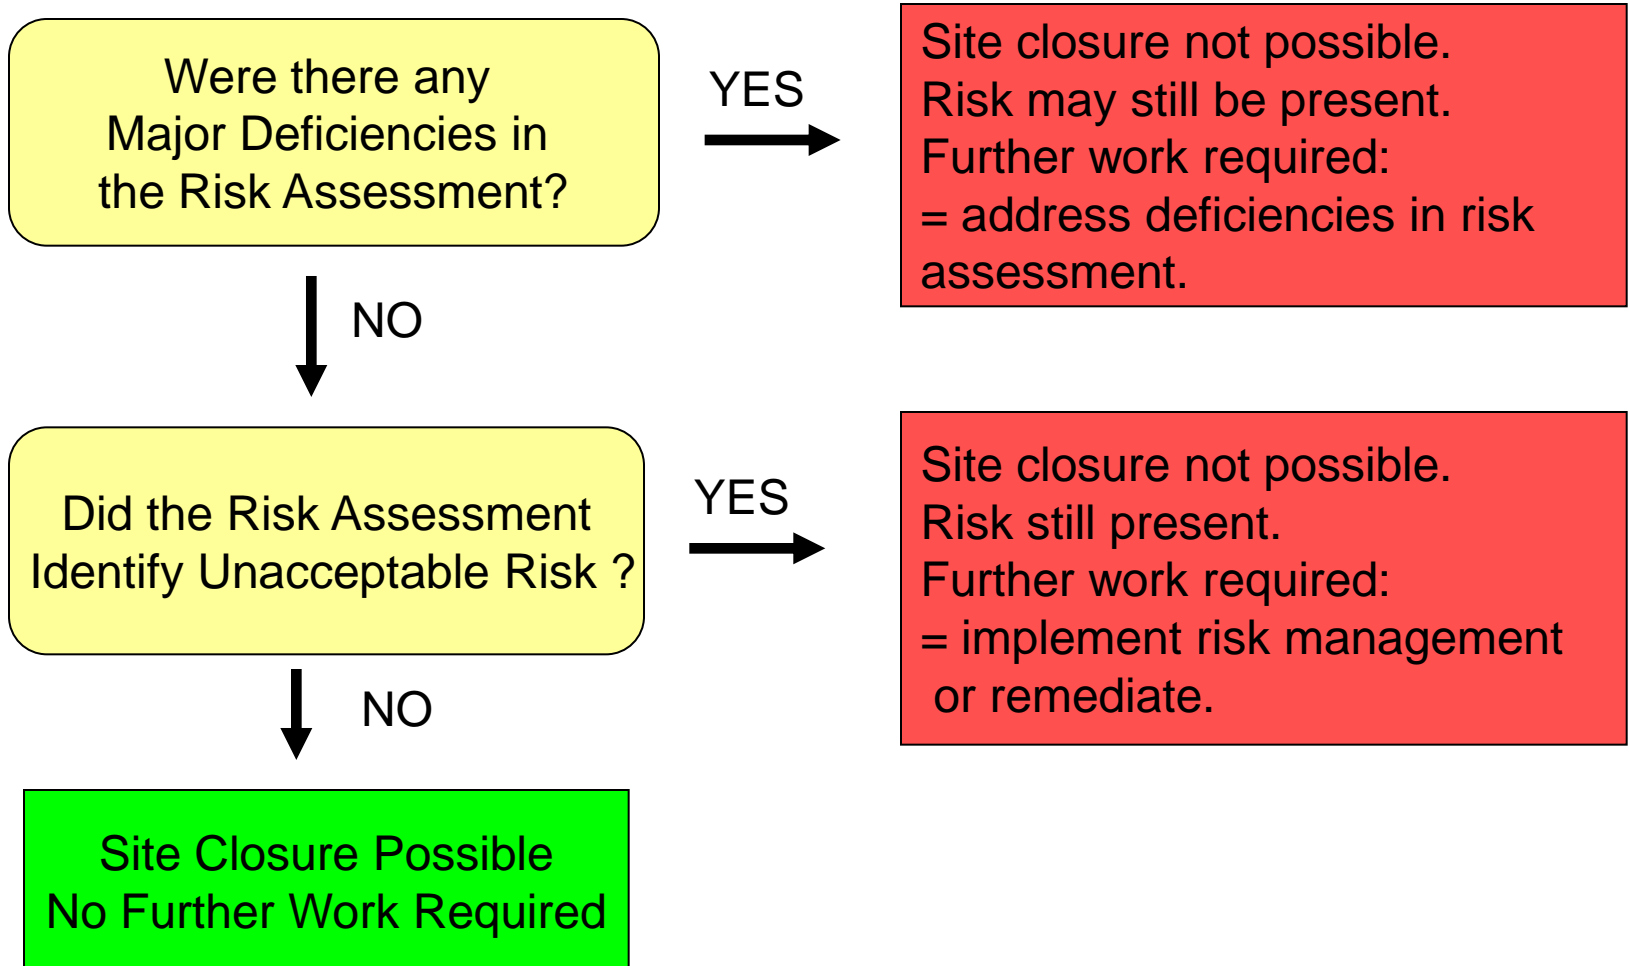 Were there any
Major Deficiencies in
the Risk Assessment?
YES
Site closure not possible.
Risk may still be present.
Further work required:
= address deficiencies in risk
assessment.
NO
Did the Risk Assessment
Identify Unacceptable Risk ?
YES
Site closure not possible.
Risk still present.
Further work required:
= implement risk management
or remediate.
NO
Site Closure Possible
No Further Work Required